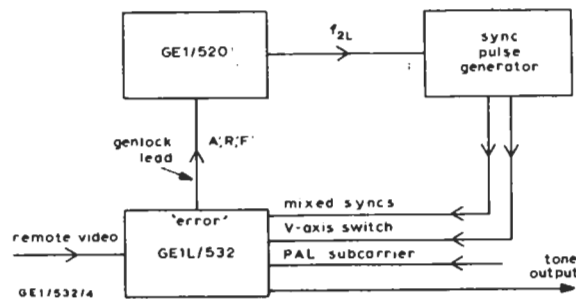 GE1/520
f2L
sync
pulse
generator
genlock
lead
A',R',F'
'error'
GE1L/532
remote video
mixed syncs
V-axis switch
PAL subcarrier
tone
output
GE1/532/4